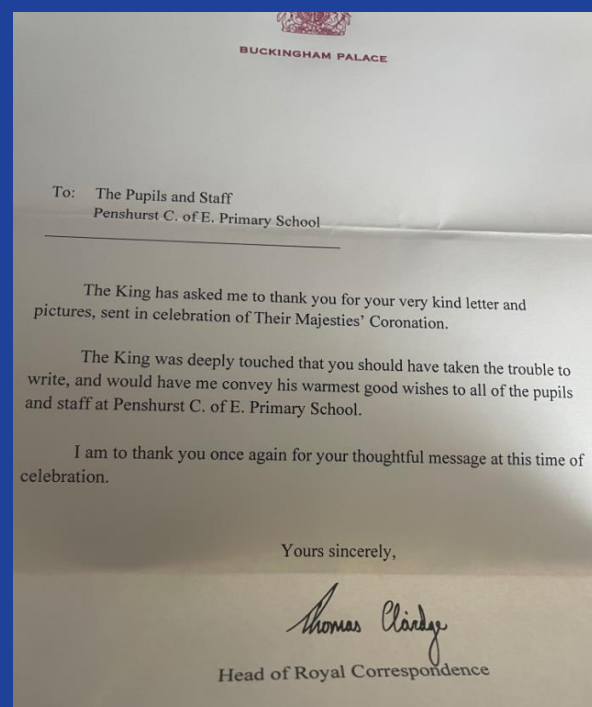 BUCKINGHAM PALACE
To: The Pupils and Staff
Penshurst C. of E. Primary School
The King has asked me to thank you for your very kind letter and
pictures, sent in celebration of Their Majesties' Coronation.
The King was deeply touched that you should have taken the trouble to
write, and would have me convey his warmest good wishes to all of the pupils
and staff at Penshurst C. of E. Primary School.
I am to thank you once again for your thoughtful message at this time of
celebration.
Yours sincerely,
Thomas
Head of Royal Correspondence